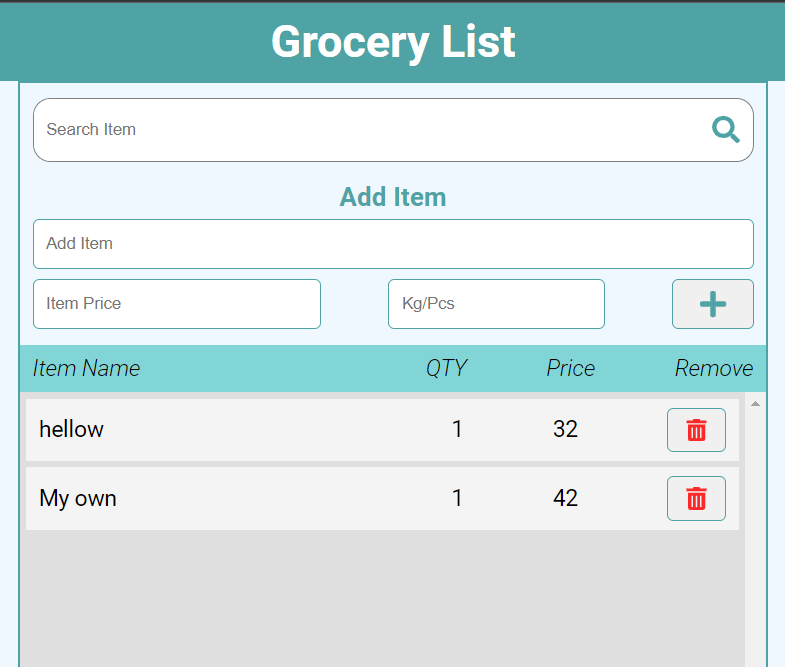 Grocery List
Search Item
Add Item
Add Item
Item Price Kg/Pcs
Item Name QTY Price Remove
hellow 1 32
My own 1 42